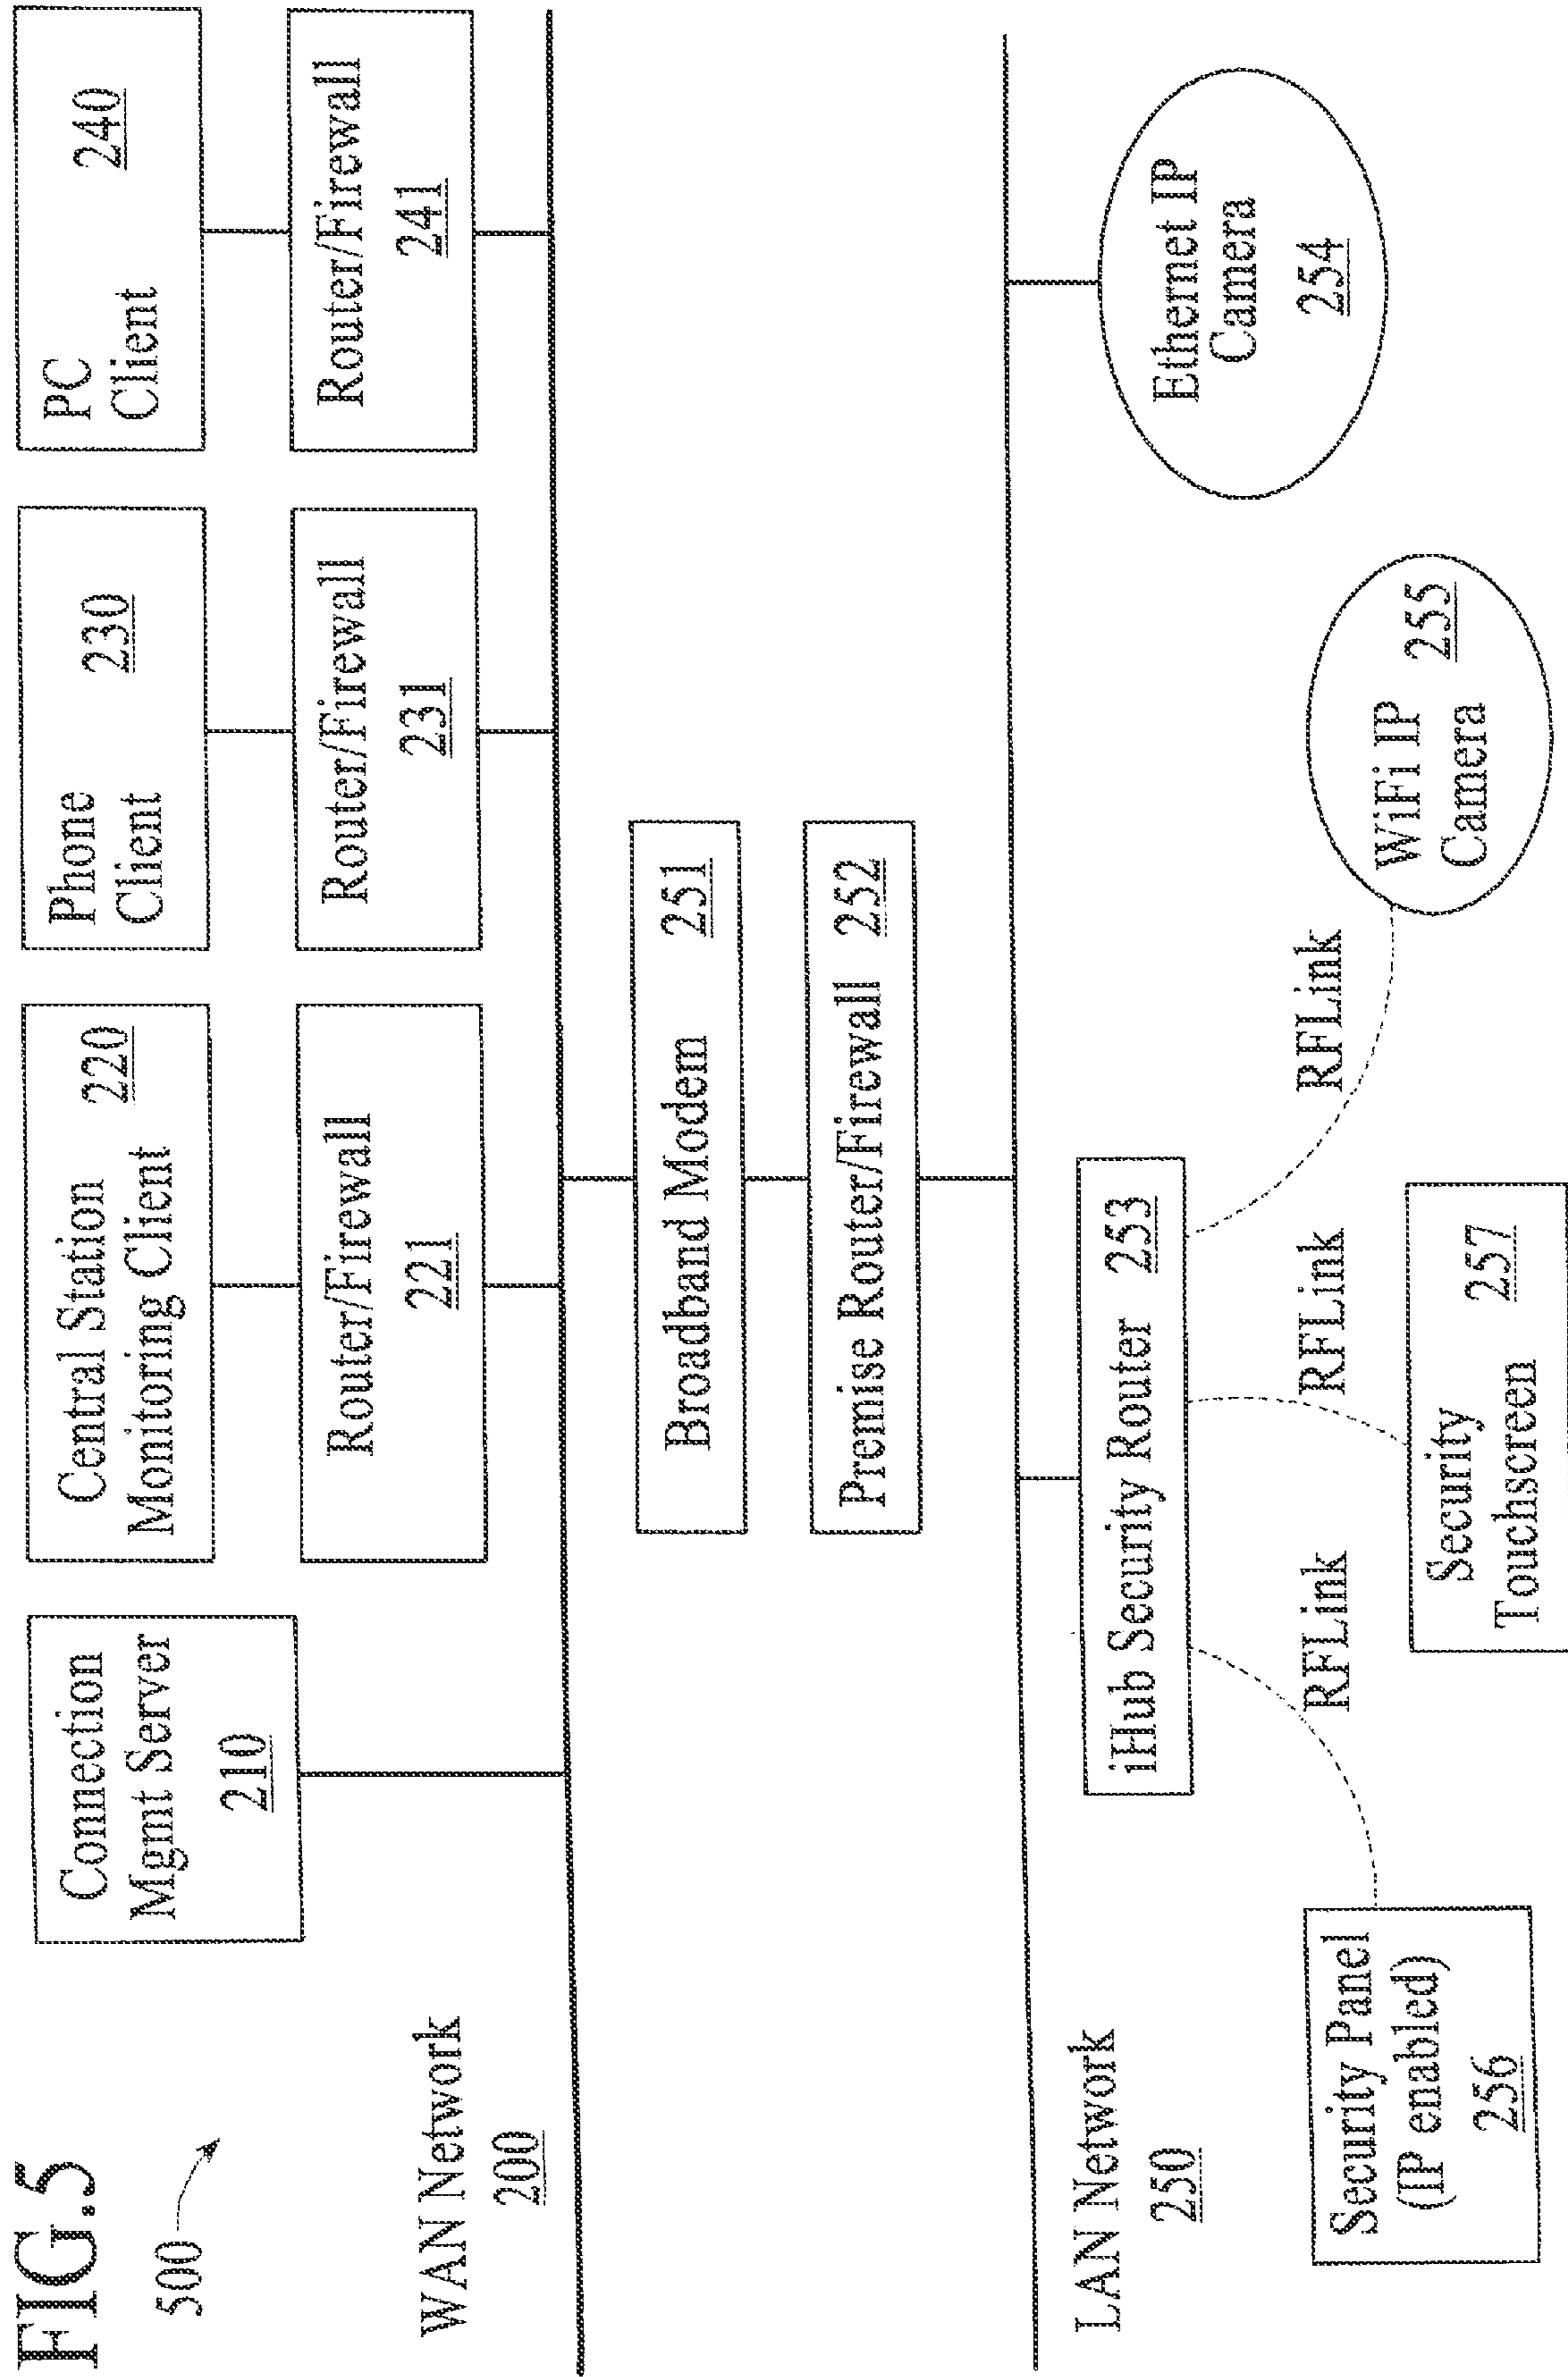 FIG.5
500
Connection
Mgmt Server
210
Central Station
Monitoring Client
220
Phone
Client
230
PC
Client
240
Router/Firewall
221
Router/Firewall
231
Router/Firewall
241
WAN Network
200
Broadband Modem 251
Premise Router/Firewall 252
LAN Network
250
iHub Security Router 253
Ethernet IP
Camera
254
RFLink
RFLink
RFLink
Security Panel
(IP enabled)
256
Security
Touchscreen
257
WiFi IP
Camera
255